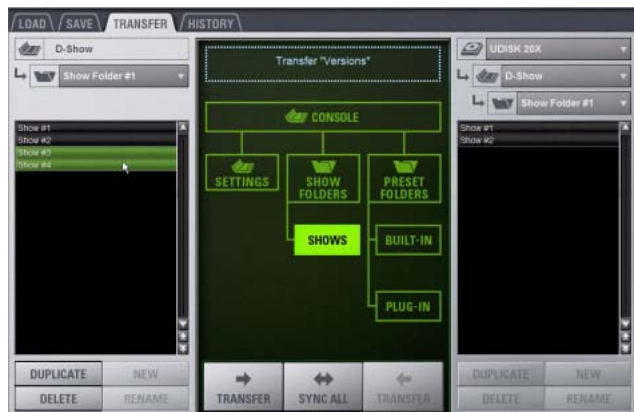 LOAD SAVE TRANSFER HISTORY
D-Show
Show Folder #1
Show #1
Show #2
Show #3
Show #4
DUPLICATE NEW
DELETE RENAME
Transfer "Versions"
CONSOLE
SETTINGS
SHOW FOLDERS
PRESET FOLDERS
SHOWS
BUILT-IN
PLUG-IN
TRANSFER SYNC ALL TRANSFER
UDISK 20X
D-Show
Show Folder #1
Show #1
Show #2
DUPLICATE NEW
DELETE RENAME